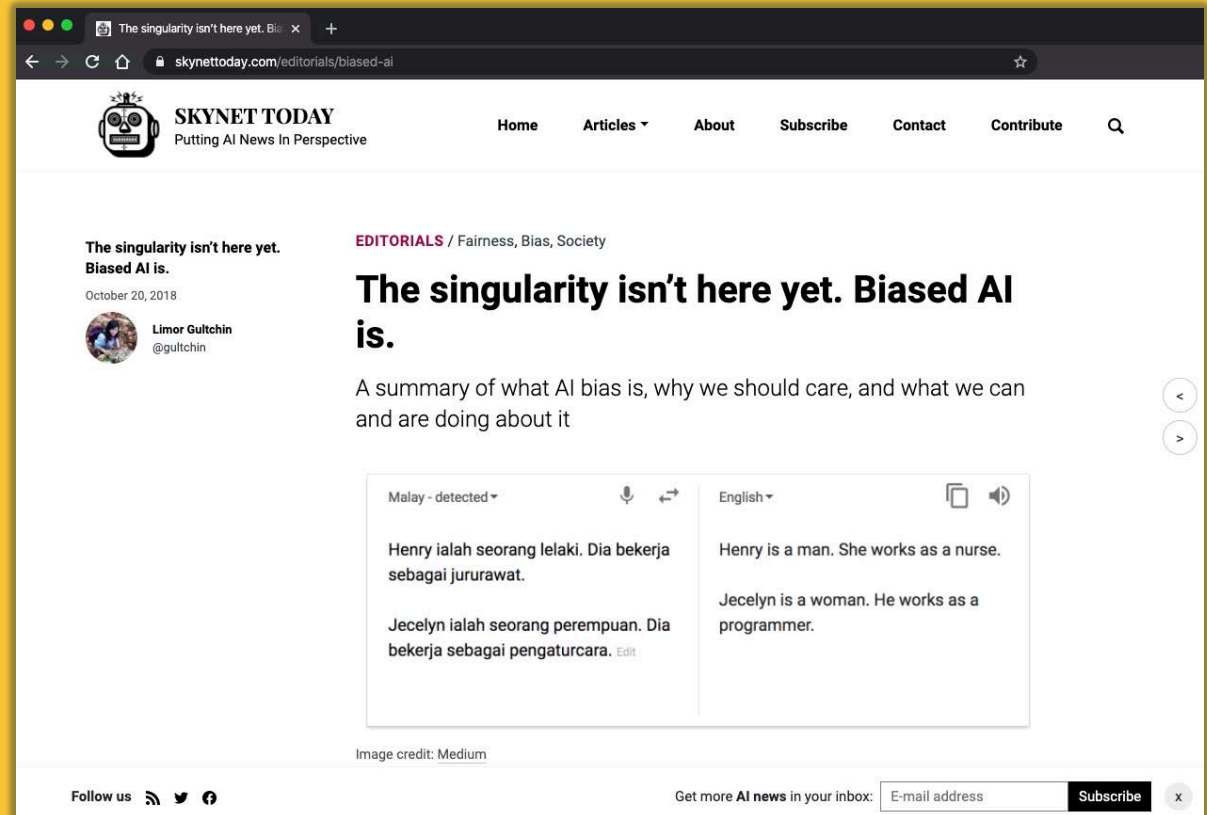 The singularity isn't here yet. Bia
skynettoday.com/editorials/biased-ai
SKYNET TODAY
Putting AI News In Perspective
Home Articles About Subscribe Contact Contribute
The singularity isn't here yet.
Biased AI is.
October 20, 2018
Limor Gultchin
@gultchin
EDITORIALS / Fairness, Bias, Society
The singularity isn't here yet. Biased AI
is.
A summary of what AI bias is, why we should care, and what we can
and are doing about it
Malay - detected
Henry ialah seorang lelaki. Dia bekerja
sebagai jururawat.
Jecelyn ialah seorang perempuan. Dia
bekerja sebagai pengaturcara. Edit
English
Henry is a man. She works as a nurse.
Jecelyn is a woman. He works as a
programmer.
Image credit: Medium
Follow us
Get more AI news in your inbox: E-mail address Subscribe x